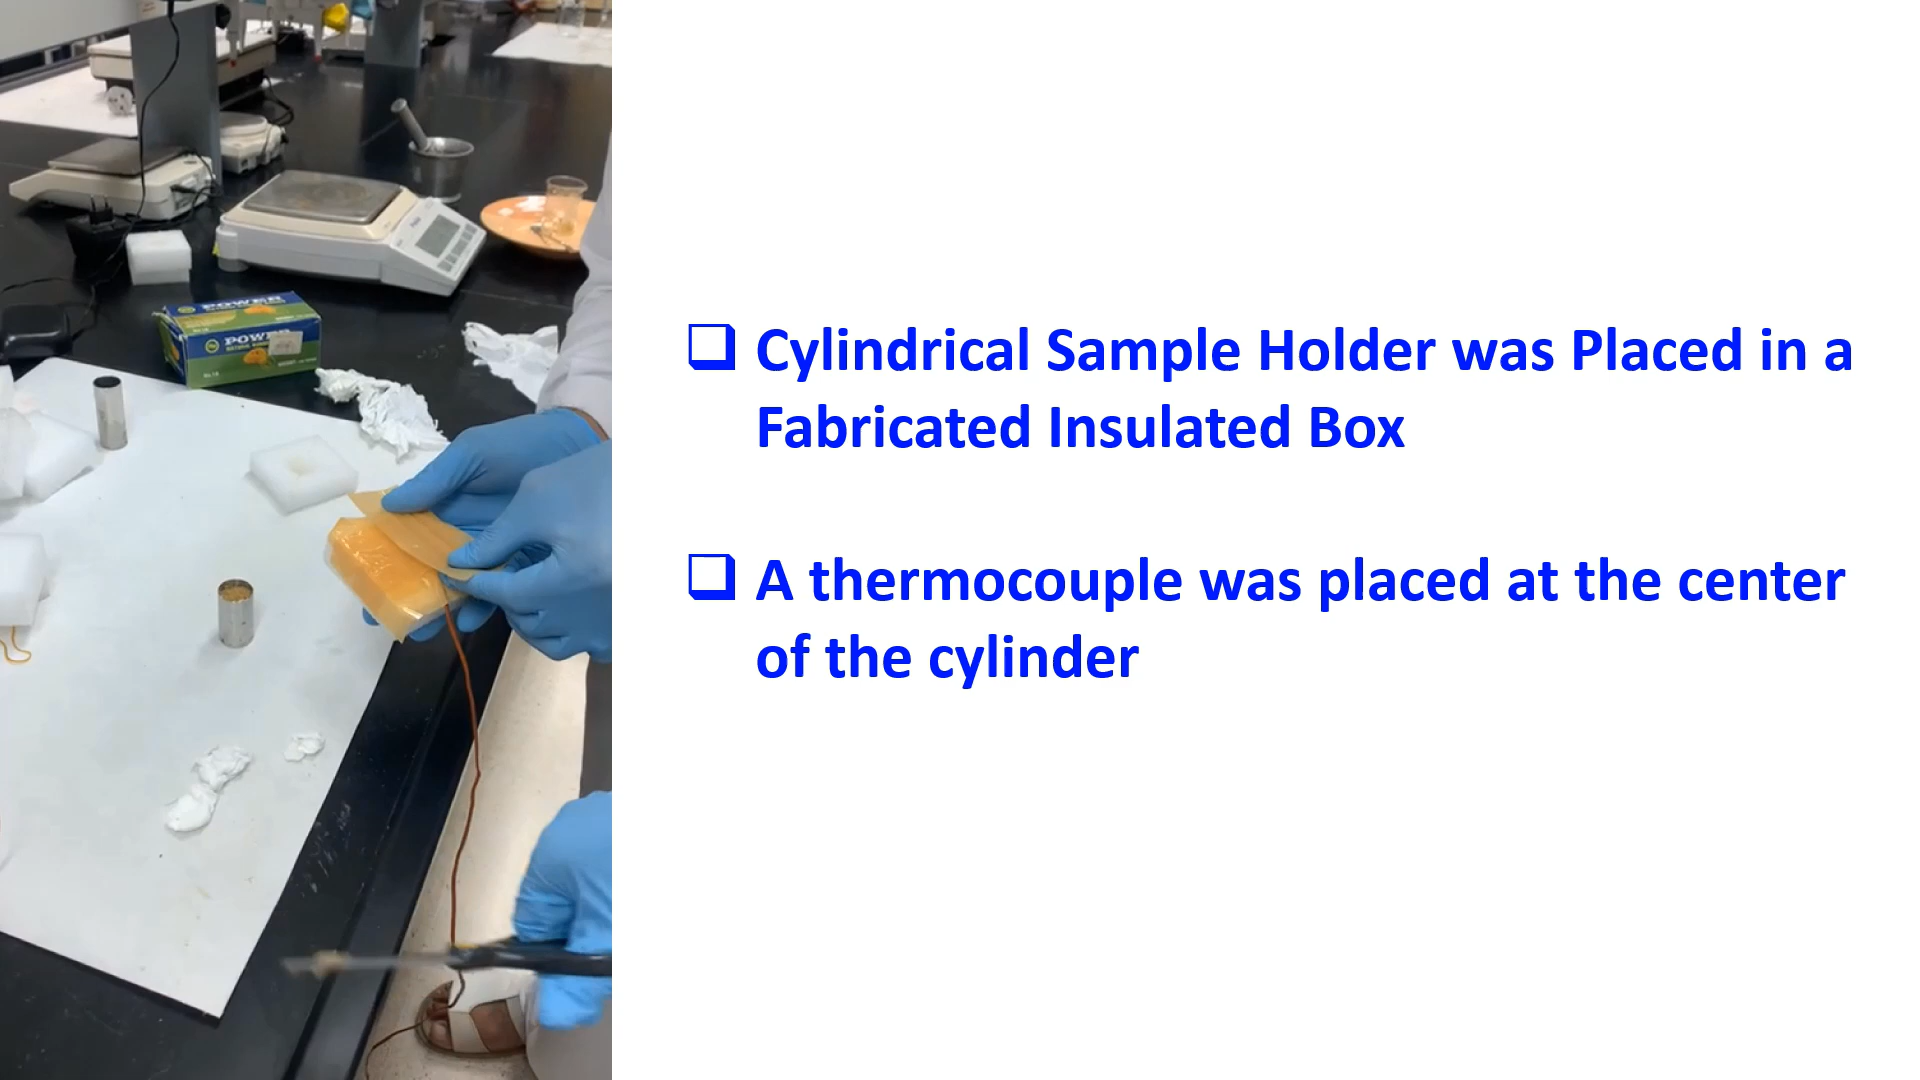 POWER
POWER
Cylindrical Sample Holder was Placed in a
Fabricated Insulated Box
A thermocouple was placed at the center
of the cylinder